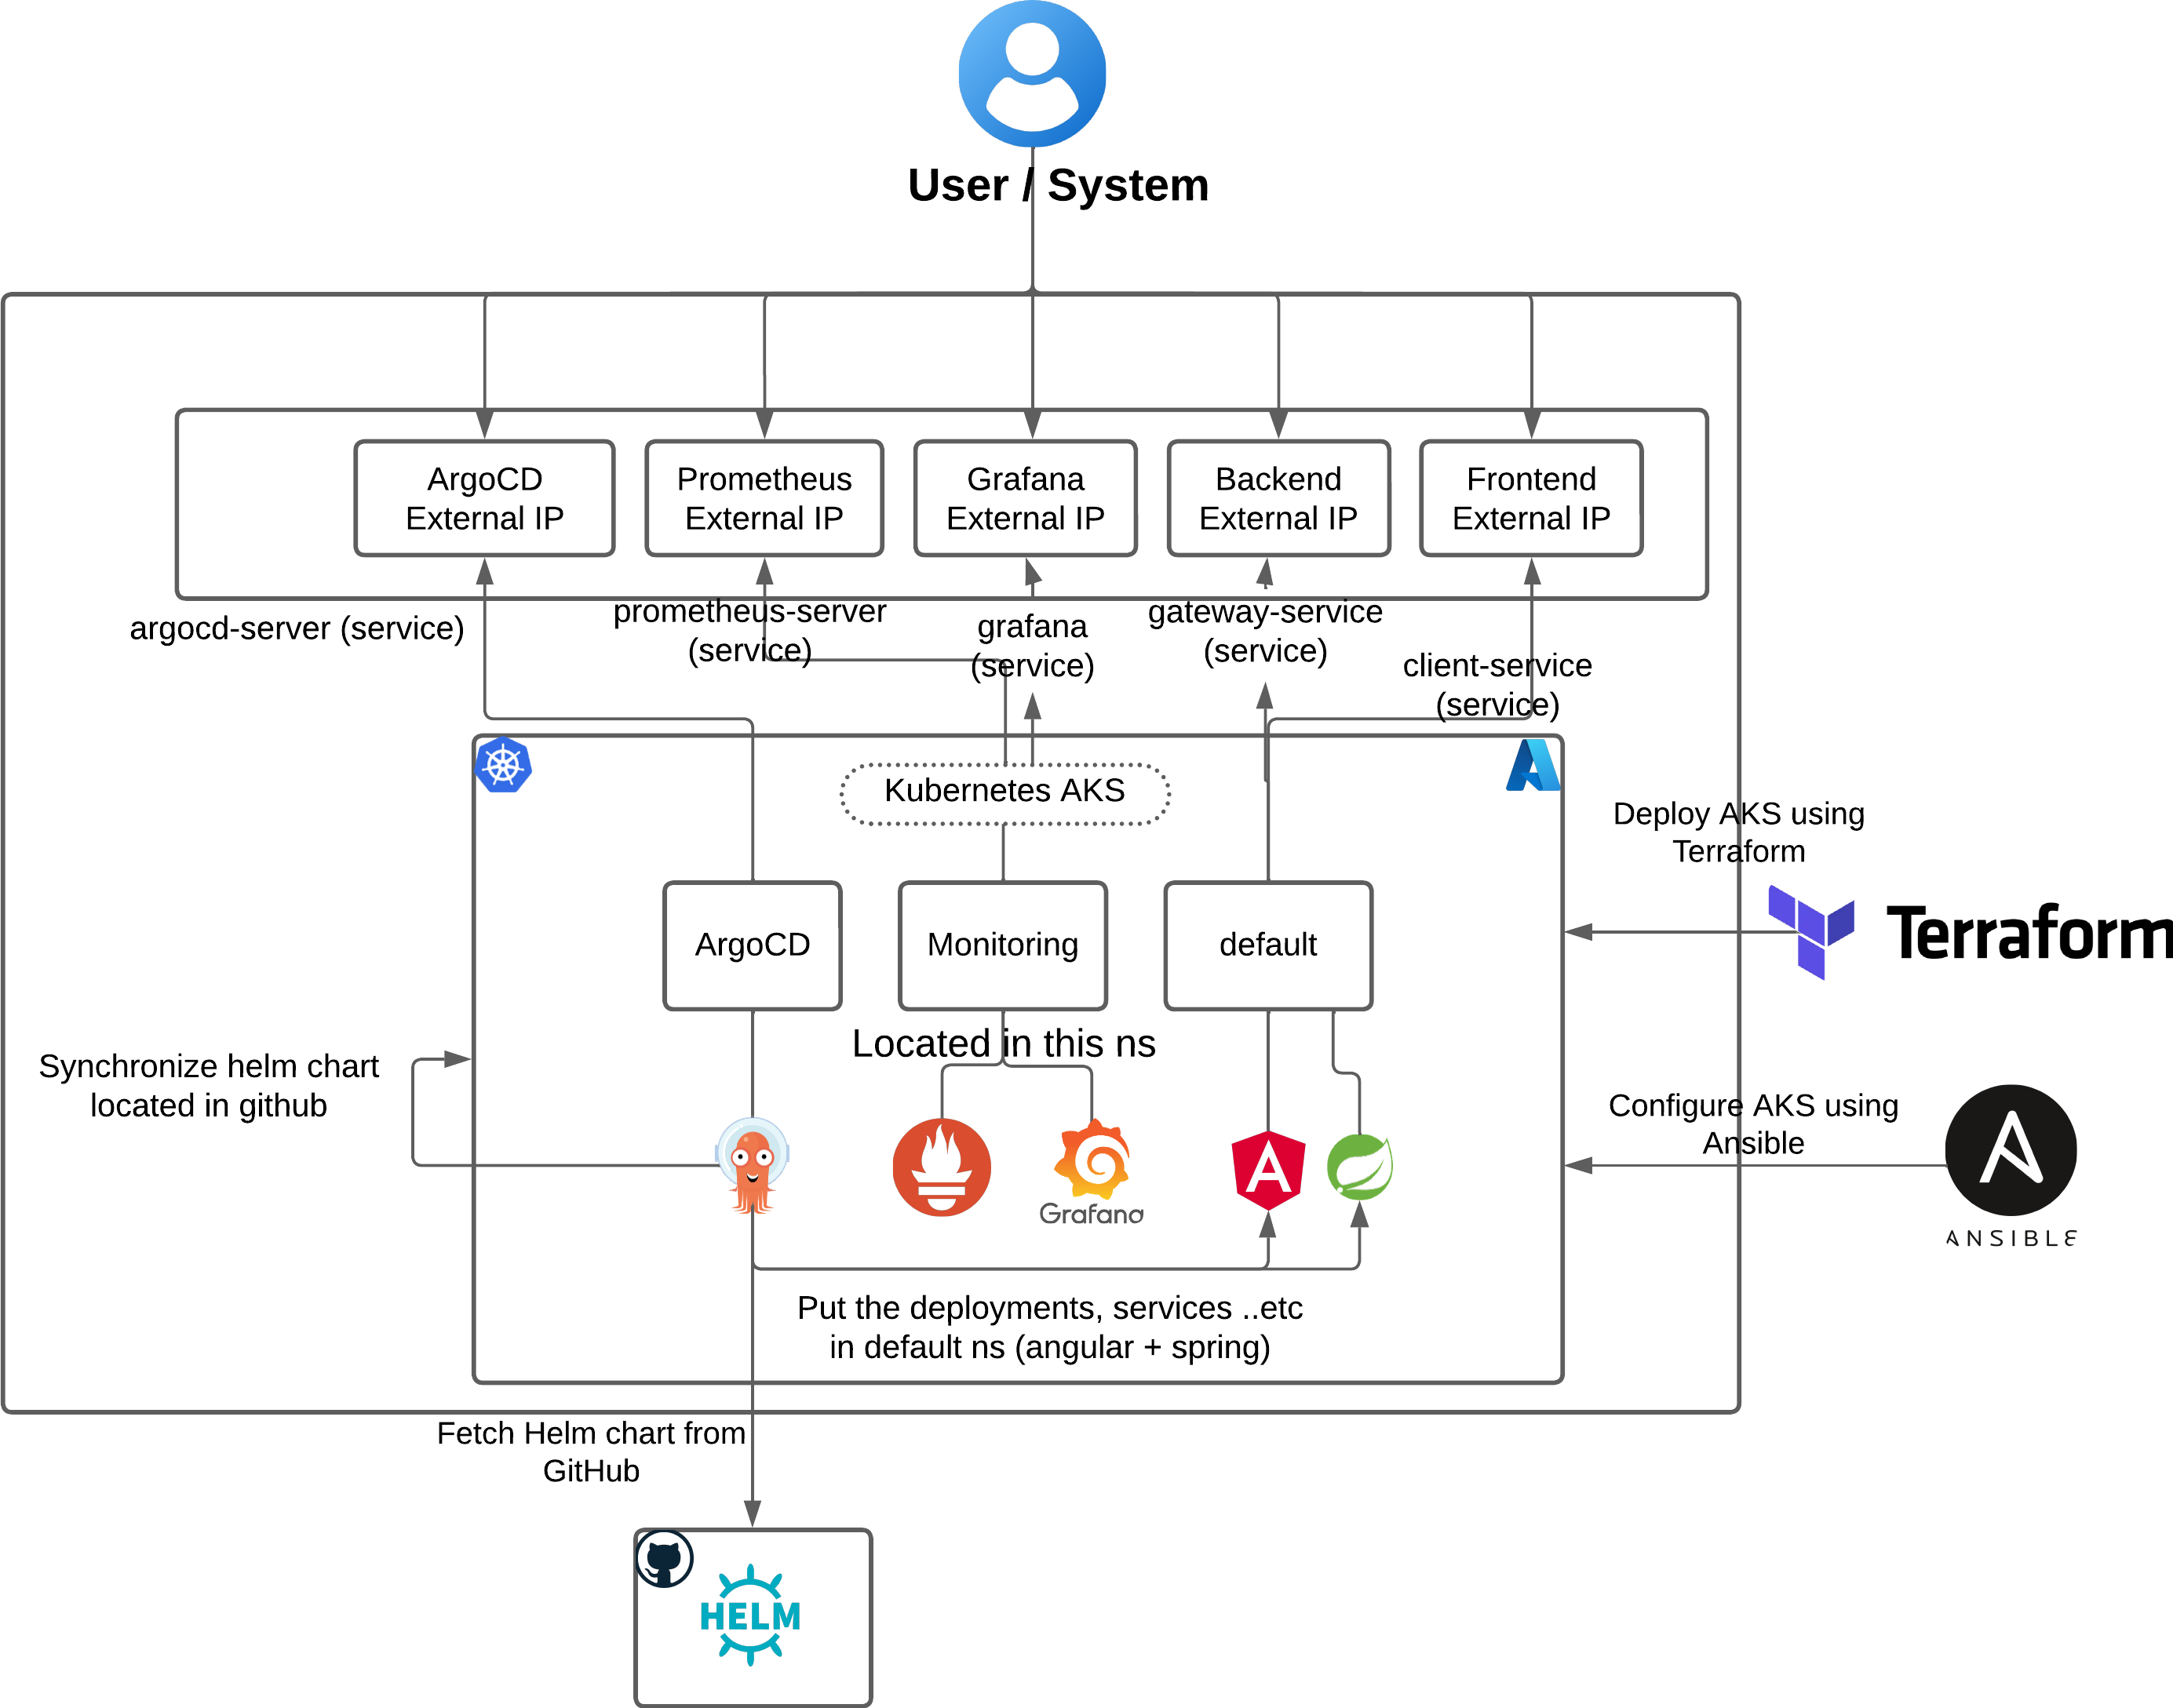 User / System
ArgoCD
External IP
Prometheus
External IP
Grafana
External IP
Backend
External IP
Frontend
External IP
argocd-server (service)
prometheus-server
(service)
grafana
(service)
gateway-service
(service)
client-service
(service)
Kubernetes AKS
Deploy AKS using
Terraform
Terraform
ArgoCD
Monitoring
default
Located in this ns
Synchronize helm chart
located in github
Configure AKS using
Ansible
Grafana
ANSIBLE
Put the deployments, services ..etc
in default ns (angular + spring)
Fetch Helm chart from
GitHub
HELM